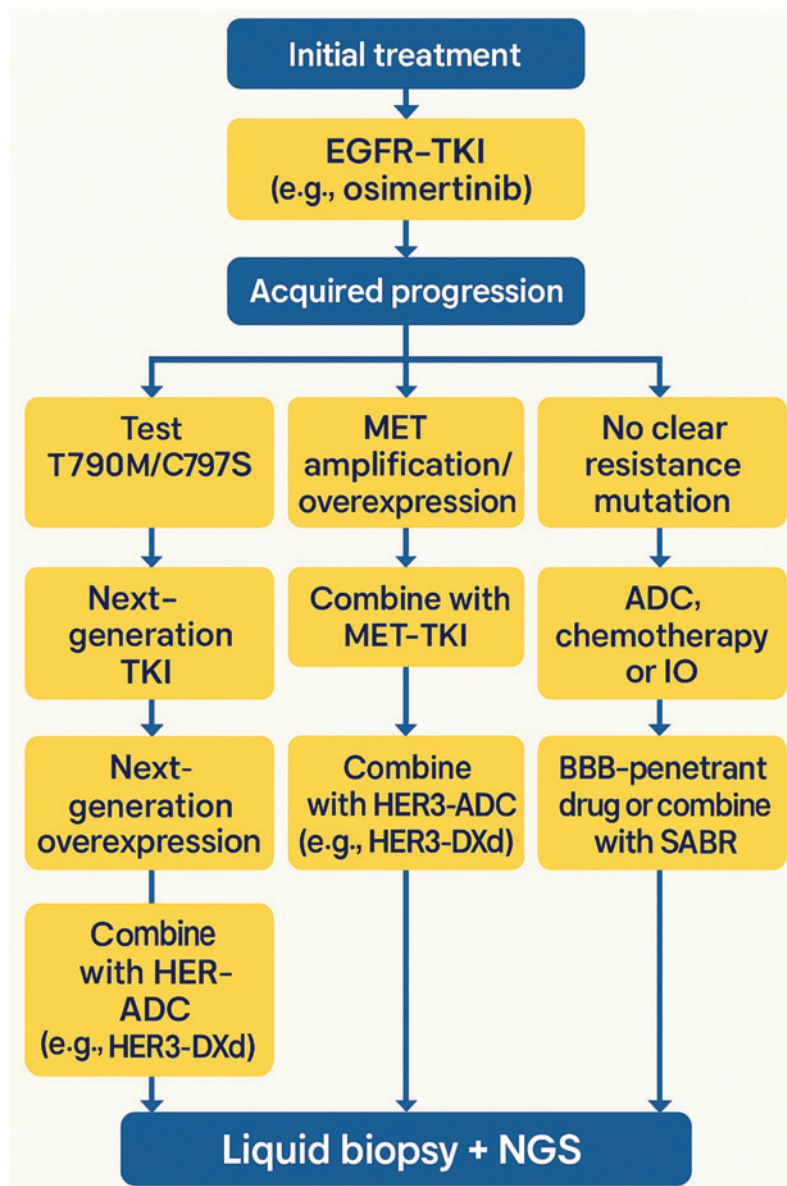 Initial treatment
EGFR–TKI
(e.g., osimertinib)
Acquired progression
Test
T790M/C797S
Next–
generation
TKI
Next-
generation
overexpression
Combine
with HER–
ADC
(e.g., HER3-DXd)
MET
amplification/
overexpression
Combine with
MET–TKI
Combine
with HER3-ADC
(e.g., HER3-DXd)
No clear
resistance
mutation
ADC,
chemotherapy
or IO
BBB–penetrant
drug or combine
with SABR
Liquid biopsy + NGS